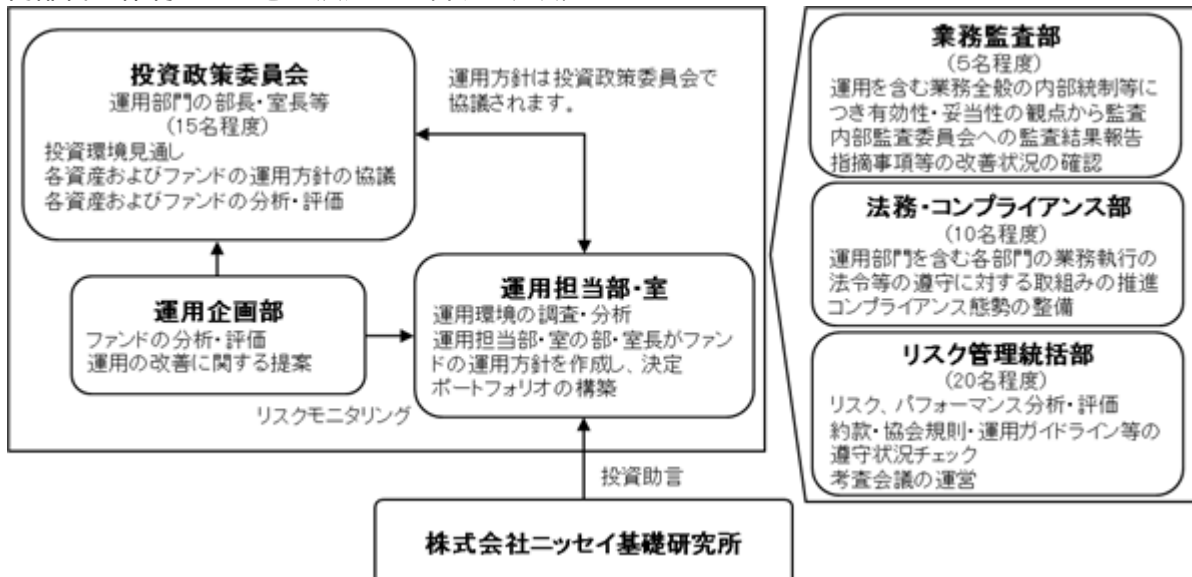 投資政策委員会
運用部門の部長・室長等
(15名程度)
投資環境見通し
各資産およびファンドの運用方針の協議
各資産およびファンドの分析・評価
運用方針は投資政策委員会で
協議されます。
運用企画部
ファンドの分析・評価
運用の改善に関する提案
リスクモニタリング
運用担当部・室
運用環境の調査・分析
運用担当部・室の部・室長がファン
ドの運用方針を作成し、決定
ポートフォリオの構築
投資助言
株式会社ニッセイ基礎研究所
業務監査部
(5名程度)
運用を含む業務全般の内部統制等に
つき有効性・妥当性の観点から監査
内部監査委員会への監査結果報告
指摘事項等の改善状況の確認
法務・コンプライアンス部
(10名程度)
運用部門を含む各部門の業務執行の
法令等の遵守に対する取組みの推進
コンプライアンス態勢の整備
リスク管理統括部
(20名程度)
リスク、パフォーマンス分析・評価
約款・協会規則・運用ガイドライン等の
遵守状況チェック
考査会議の運営